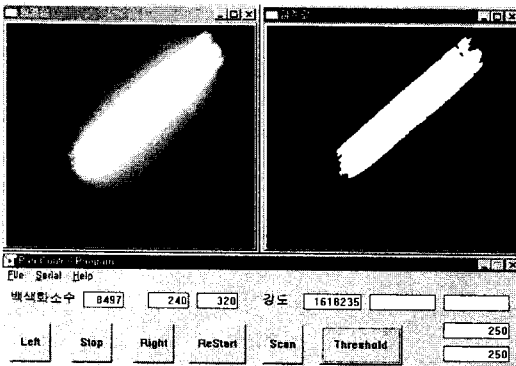 File Serial Help
백색화소수 8497 240 320 강도 1618235
250
Left Stop Right ReStart Scan Threshold
250